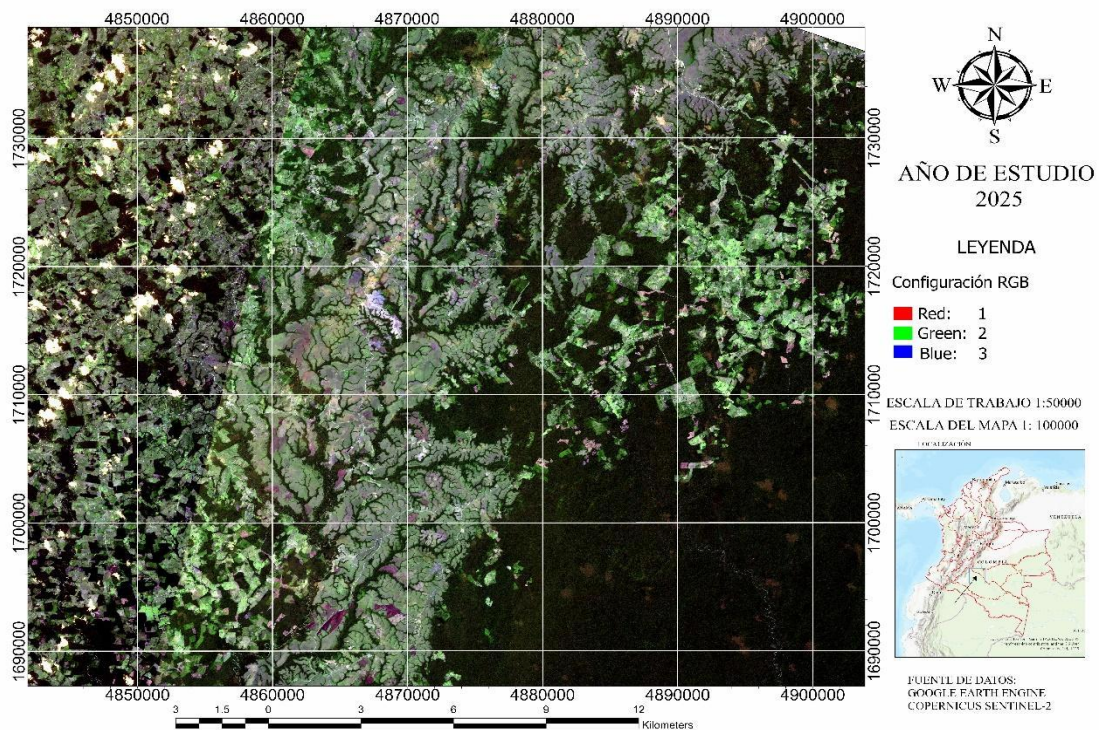 4850000 4860000 4870000 4880000 4890000 4900000
N
W E
S
AÑO DE ESTUDIO
2025
LEYENDA
Configuración RGB
Red: 1
Green: 2
Blue: 3
ESCALA DE TRABAJO 1:50000
ESCALA DEL MAPA 1: 100000
LOCALIZACIÓN
VENEZUELA
COLOMBIA
FUENTE DE DATOS:
GOOGLE EARTH ENGINE
COPERNICUS SENTINEL-2
1730000
1720000
1710000
1700000
1690000
1730000
1720000
1710000
1700000
1690000
4850000 4860000 4870000 4880000 4890000 4900000
3 1.5 0 3 6 9 12
Kilometers